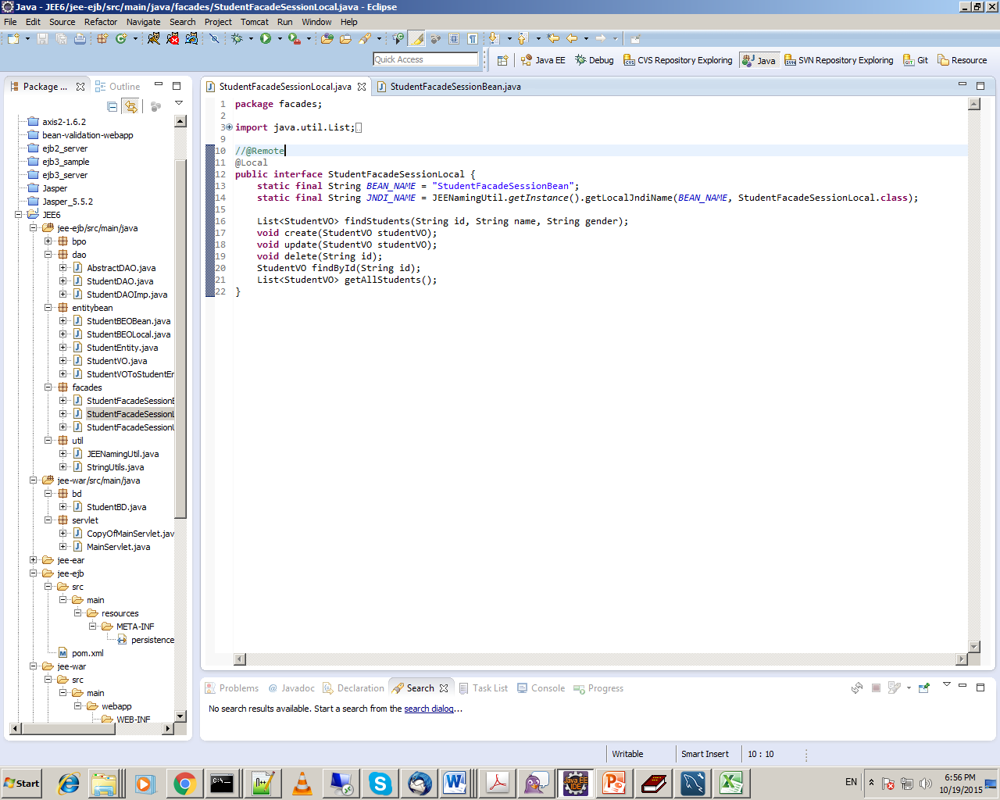 Java - JEE6/jee-ejb/src/main/java/facades/StudentFacadeSessionLocal.java - Eclipse
File Edit Source Refactor Navigate Search Project Tomcat Run Window Help
Quick Access
Java EE Debug CVS Repository Exploring Java SVN Repository Exploring Git Resource
Package ... Outline
axis2-1.6.2
bean-validation-webapp
ejb2_server
ejb3_sample
ejb3_server
Jasper
Jasper_5.5.2
JEE6
jee-ejb/src/main/java
bpo
dao
AbstractDAO.java
StudentDAO.java
StudentDAOImp.java
entitybean
StudentBEOBean.java
StudentBEOLocal.java
StudentEntity.java
StudentVO.java
StudentVOToStudentEr
facades
StudentFacadeSessionE
StudentFacadeSessionL
StudentFacadeSessionU
util
JEENamingUtil.java
StringUtils.java
jee-war/src/main/java
bd
StudentBD.java
servlet
CopyOfMainServlet.jav
MainServlet.java
jee-ear
jee-ejb
src
main
resources
META-INF
persistence
pom.xml
jee-war
src
main
webapp
WEB-INF
StudentFacadeSessionLocal.java StudentFacadeSessionBean.java
1 package facades;
2
3 import java.util.List;
9
10 //@Remote
11 @Local
12 public interface StudentFacadeSessionLocal {
13 static final String BEAN_NAME = "StudentFacadeSessionBean";
14 static final String JNDI_NAME = JEENamingUtil.getInstance().getLocalJndiName(BEAN_NAME, StudentFacadeSessionLocal.class);
15
16 List<StudentVO> findStudents(String id, String name, String gender);
17 void create(StudentVO studentVO);
18 void update(StudentVO studentVO);
19 void delete(String id);
20 StudentVO findById(String id);
21 List<StudentVO> getAllStudents();
22 }
Problems @ Javadoc Declaration Search Task List Console Progress
No search results available. Start a search from the search dialog...
Writable Smart Insert 10 : 10
Start
EN
6:56 PM
10/19/2015